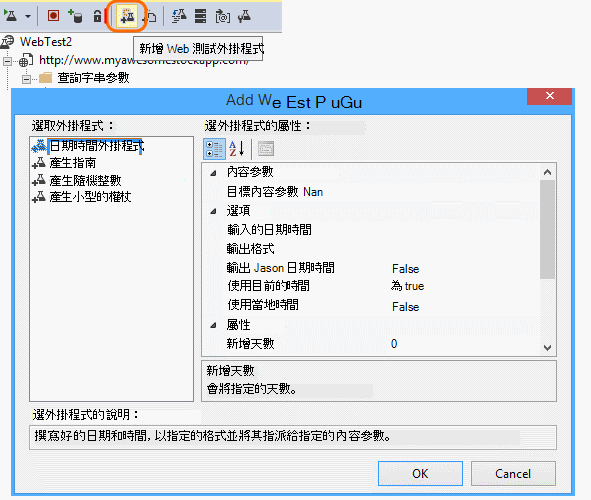 WebTest2
新增 Web 測試外掛程式
http://www.myawesomestockapp.com/
查詢字串參數
Add We Est P uGu
選取外掛程式：
選外掛程式的屬性：
日期時間外掛程式
產生指南
產生隨機整數
產生小型的權杖
內容參數
目標內容參數 Nan
選項
輸入的日期時間
輸出格式
輸出 Jason 日期時間 False
使用目前的時間 為 true
使用當地時間 False
屬性
新增天數 0
新增天數
會將指定的天數。
選外掛程式的說明：
撰寫好的日期和時間, 以指定的格式並將其指派給指定的內容參數。
OK Cancel